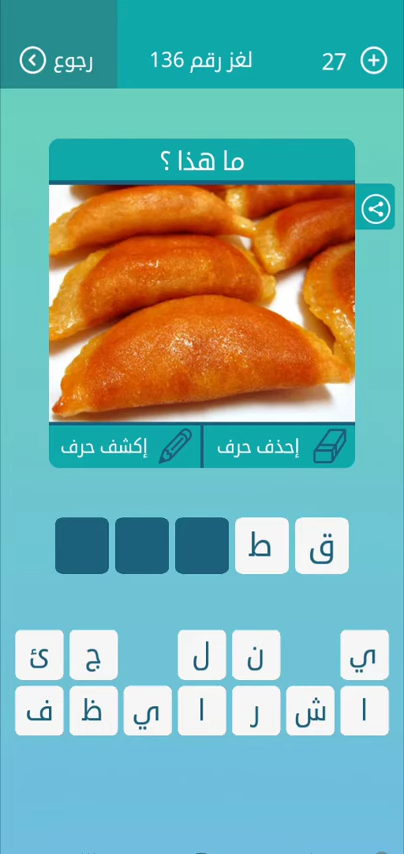 رجوع لغز رقم 136 27
ما هذا ؟
إكشف حرف إحذف حرف
ق ط
ي ن ل ج ئ
ا ش ر ا ي ظ ف